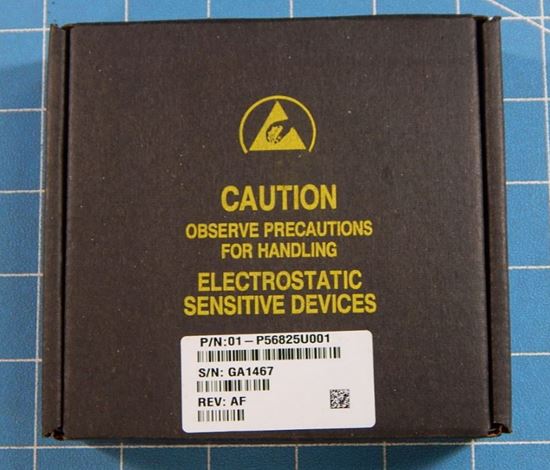 CAUTION
OBSERVE PRECAUTIONS
FOR HANDLING
ELECTROSTATIC
SENSITIVE DEVICES
P/N:01-P56825U001
S/N: GA1467
REV: AF